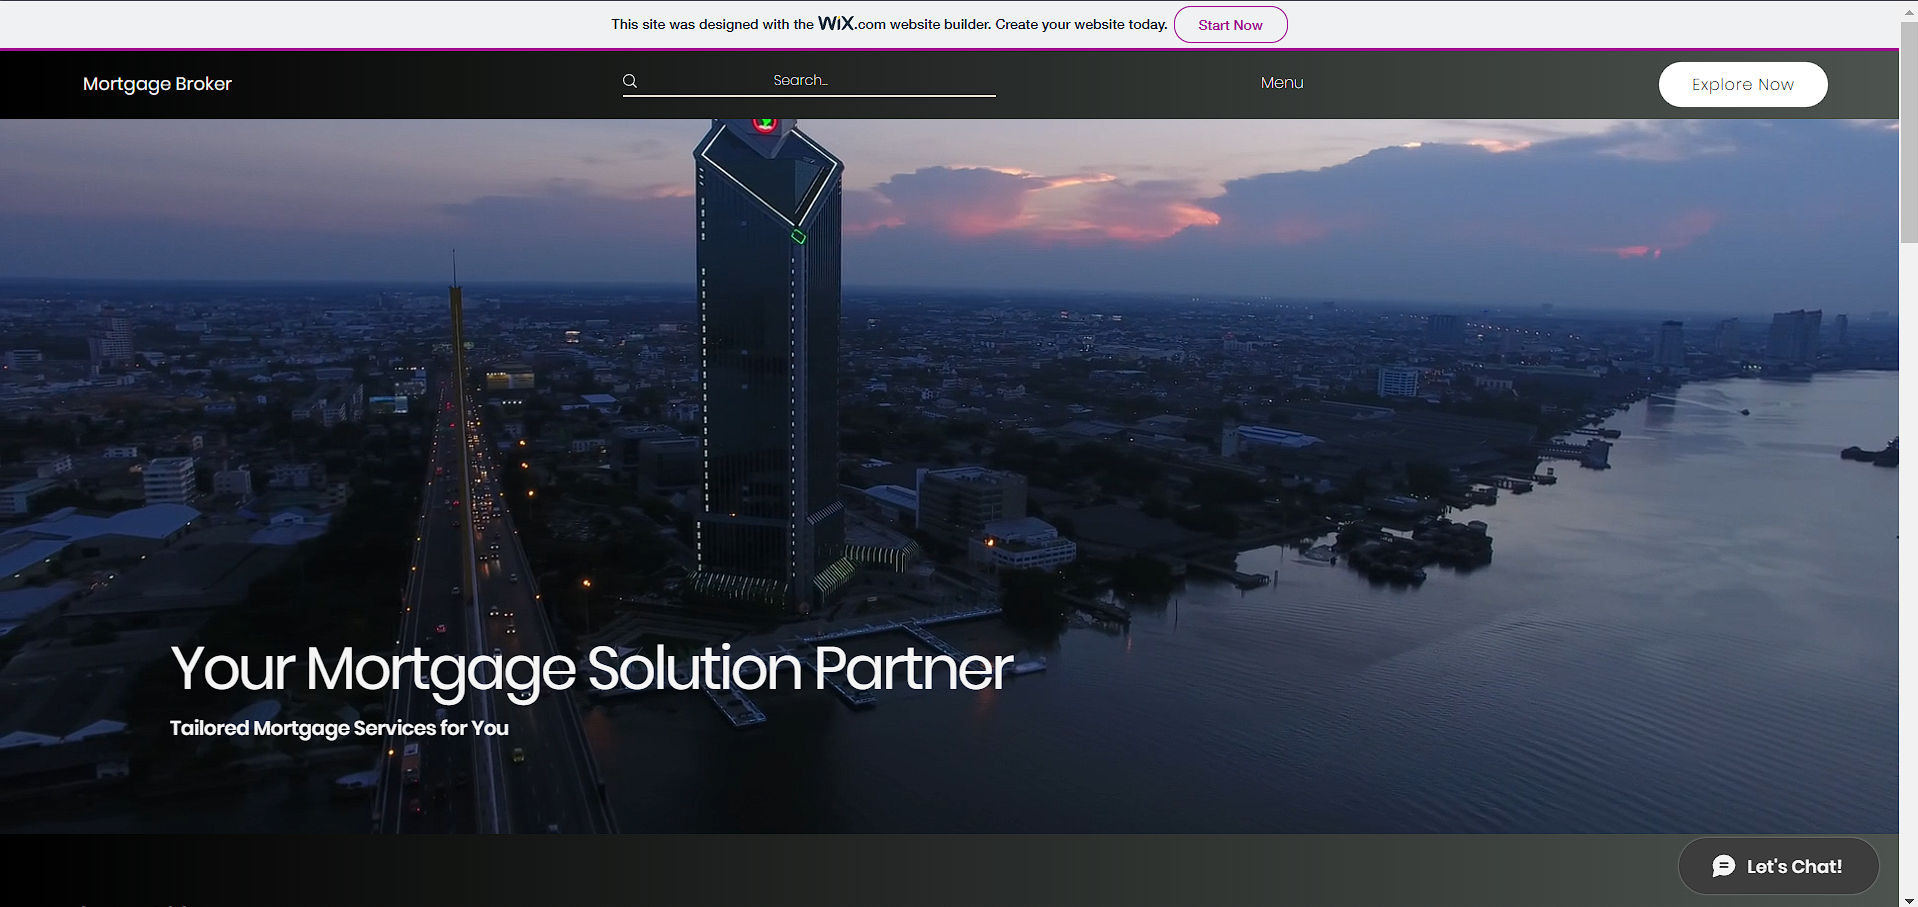 This site was designed with the WiX.com website builder. Create your website today. Start Now
Mortgage Broker
Search...
Menu
Explore Now
Your Mortgage Solution Partner
Tailored Mortgage Services for You
Let's Chat!